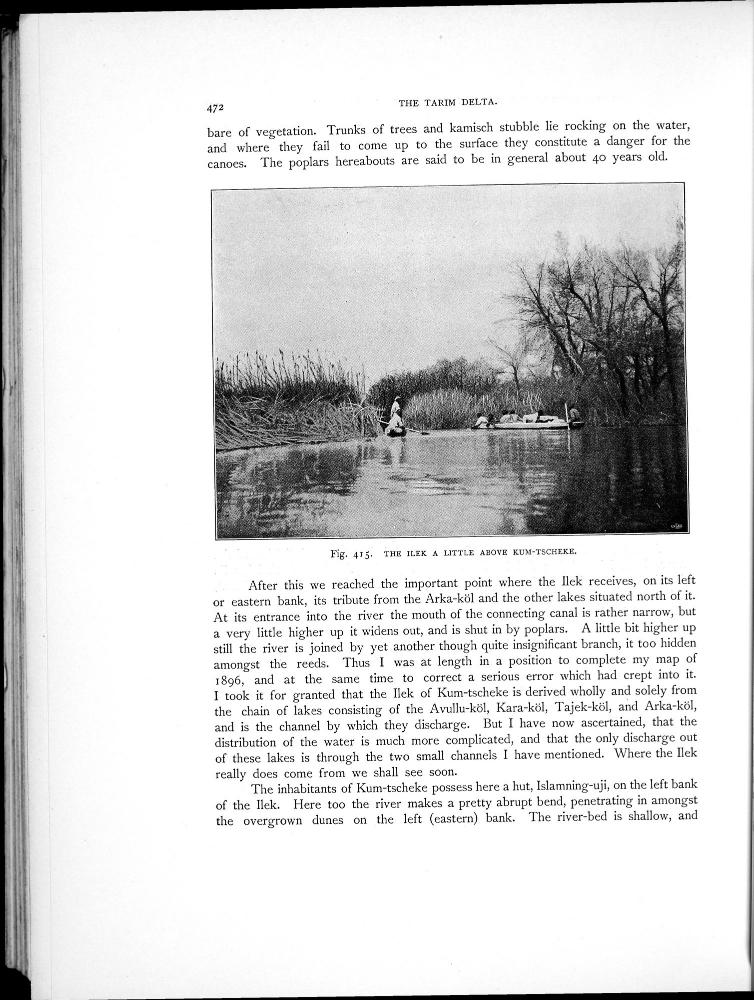 472
THE TARIM DELTA.
bare of vegetation. Trunks of trees and kamisch stubble lie rocking on the water,
and where they fail to come up to the surface they constitute a danger for the
canoes. The poplars hereabouts are said to be in general about 40 years old.
Fig. 415. THE ILEK A LITTLE ABOVE KUM-TSCHEKE.
After this we reached the important point where the Ilek receives, on its left
or eastern bank, its tribute from the Arka-köl and the other lakes situated north of it.
At its entrance into the river the mouth of the connecting canal is rather narrow, but
a very little higher up it widens out, and is shut in by poplars. A little bit higher up
still the river is joined by yet another though quite insignificant branch, it too hidden
amongst the reeds. Thus I was at length in a position to complete my map of
1896, and at the same time to correct a serious error which had crept into it.
I took it for granted that the Ilek of Kum-tscheke is derived wholly and solely from
the chain of lakes consisting of the Avullu-köl, Kara-köl, Tajek-köl, and Arka-köl,
and is the channel by which they discharge. But I have now ascertained, that the
distribution of the water is much more complicated, and that the only discharge out
of these lakes is through the two small channels I have mentioned. Where the Ilek
really does come from we shall see soon.
The inhabitants of Kum-tscheke possess here a hut, Islamning-uji, on the left bank
of the Ilek. Here too the river makes a pretty abrupt bend, penetrating in amongst
the overgrown dunes on the left (eastern) bank. The river-bed is shallow, and